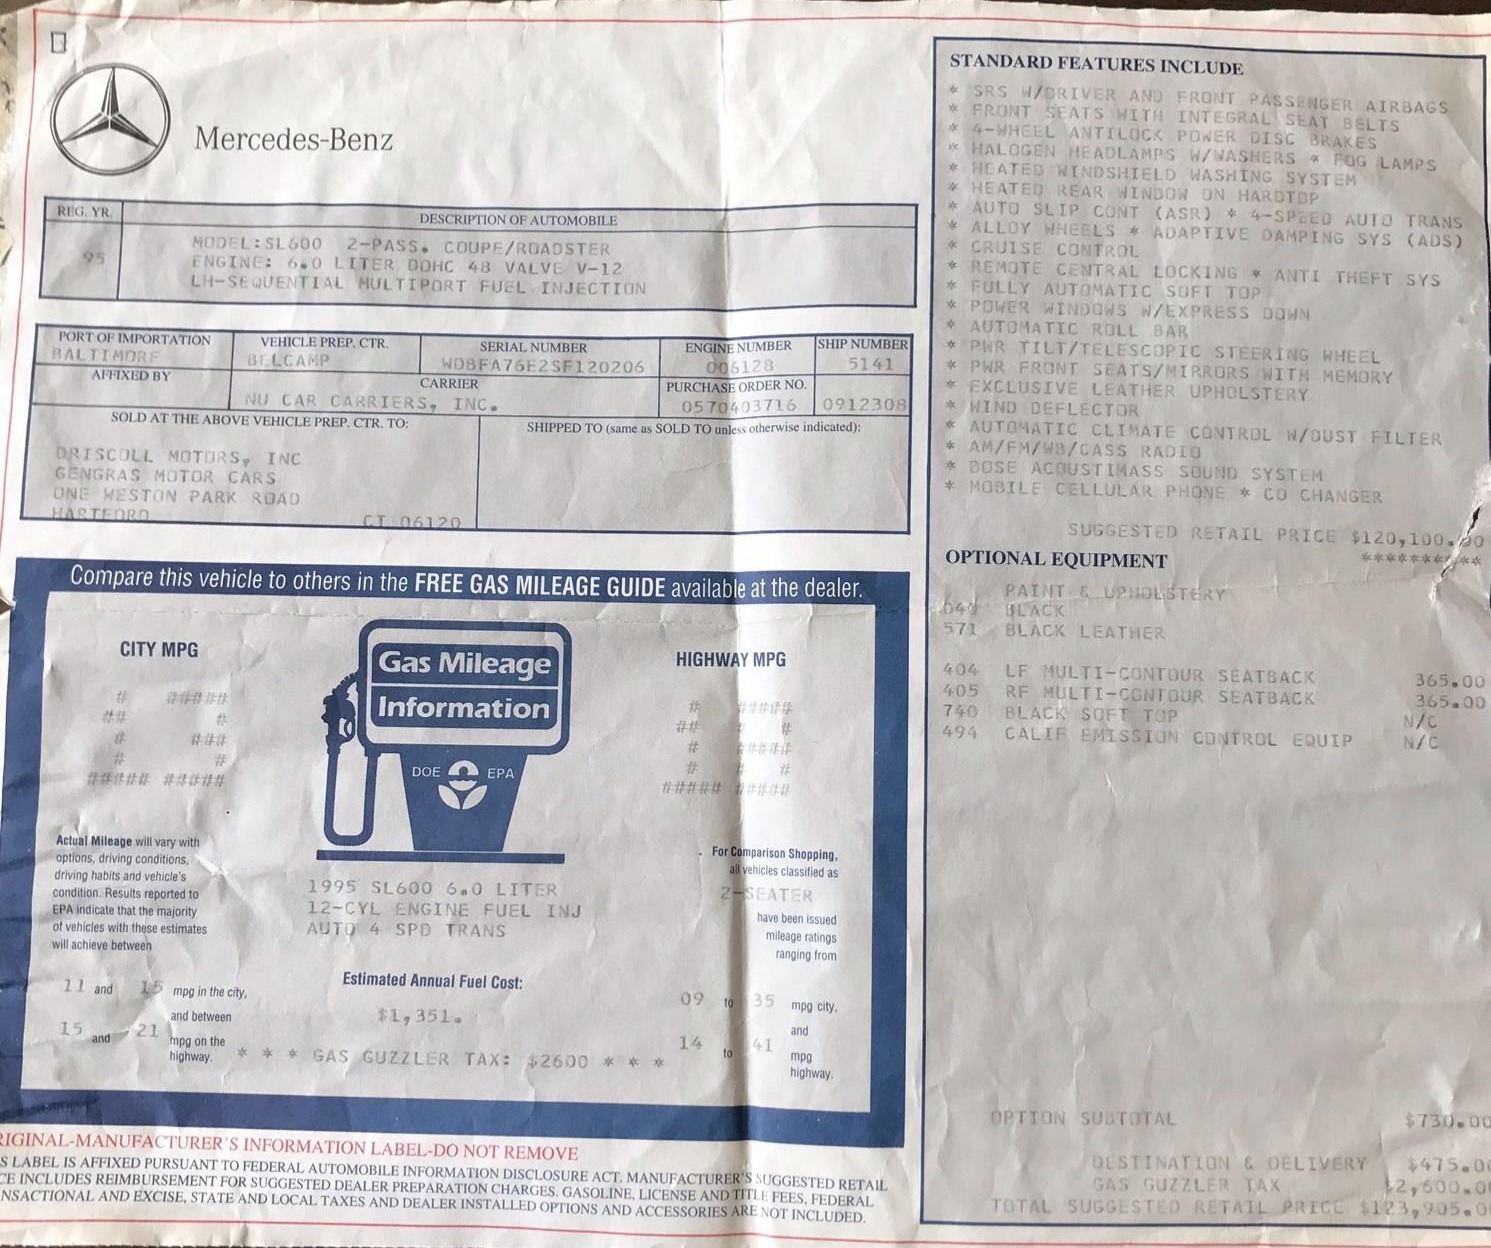 Mercedes-Benz
REG. YR.
DESCRIPTION OF AUTOMOBILE
95
MODEL:SL600 2-PASS. COUPE/ROADSTER
ENGINE: 6.0 LITER DOHC 48 VALVE V-12
LH-SEQUENTIAL MULTIPORT FUEL INJECTION
PORT OF IMPORTATION
BALTIMORE
VEHICLE PREP. CTR.
BELCAMP
SERIAL NUMBER
WDBFA76E2SF120206
ENGINE NUMBER
006128
SHIP NUMBER
5141
AFFIXED BY
CARRIER
NU CAR CARRIERS, INC.
PURCHASE ORDER NO.
0570403716
0912308
SOLD AT THE ABOVE VEHICLE PREP. CTR. TO:
DRISCOLL MOTORS, INC
GENGRAS MOTOR CARS
ONE WESTON PARK ROAD
HARTFORD CT 06120
SHIPPED TO (same as SOLD TO unless otherwise indicated):
Compare this vehicle to others in the FREE GAS MILEAGE GUIDE available at the dealer.
CITY MPG
13
Gas Mileage
Information
DOE EPA
HIGHWAY MPG
18
Actual Mileage will vary with
options, driving conditions,
driving habits and vehicle's
condition. Results reported to
EPA indicate that the majority
of vehicles with these estimates
will achieve between
11 and 15 mpg in the city,
and between
15 and 21 mpg on the
highway.
1995 SL600 6.0 LITER
12-CYL ENGINE FUEL INJ
AUTO 4 SPD TRANS
Estimated Annual Fuel Cost:
$1,351.
* * * GAS GUZZLER TAX: $2600 * * *
For Comparison Shopping,
all vehicles classified as
2-SEATER
have been issued
mileage ratings
ranging from
09 to 35 mpg city,
and
14 to 41 mpg
highway.
RIGINAL-MANUFACTURER'S INFORMATION LABEL-DO NOT REMOVE
S LABEL IS AFFIXED PURSUANT TO FEDERAL AUTOMOBILE INFORMATION DISCLOSURE ACT. MANUFACTURER'S SUGGESTED RETAIL
CE INCLUDES REIMBURSEMENT FOR SUGGESTED DEALER PREPARATION CHARGES. GASOLINE, LICENSE AND TITLE FEES, FEDERAL
NSACTIONAL AND EXCISE, STATE AND LOCAL TAXES AND DEALER INSTALLED OPTIONS AND ACCESSORIES ARE NOT INCLUDED.
STANDARD FEATURES INCLUDE
* SRS W/DRIVER AND FRONT PASSENGER AIRBAGS
* FRONT SEATS WITH INTEGRAL SEAT BELTS
* 4-WHEEL ANTILOCK POWER DISC BRAKES
* HALOGEN HEADLAMPS W/WASHERS * FOG LAMPS
* HEATED WINDSHIELD WASHING SYSTEM
* HEATED REAR WINDOW ON HARDTOP
* AUTO SLIP CONT (ASR) * 4-SPEED AUTO TRANS
* ALLOY WHEELS * ADAPTIVE DAMPING SYS (ADS)
* CRUISE CONTROL
* REMOTE CENTRAL LOCKING * ANTI THEFT SYS
* FULLY AUTOMATIC SOFT TOP
* POWER WINDOWS W/EXPRESS DOWN
* AUTOMATIC ROLL BAR
* PWR TILT/TELESCOPIC STEERING WHEEL
* PWR FRONT SEATS/MIRRORS WITH MEMORY
* EXCLUSIVE LEATHER UPHOLSTERY
* WIND DEFLECTOR
* AUTOMATIC CLIMATE CONTROL W/DUST FILTER
* AM/FM/WB/CASS RADIO
* BOSE ACOUSTIMASS SOUND SYSTEM
* MOBILE CELLULAR PHONE * CD CHANGER
SUGGESTED RETAIL PRICE $120,100.00
OPTIONAL EQUIPMENT **********
PAINT & UPHOLSTERY
040 BLACK
571 BLACK LEATHER
404 LF MULTI-CONTOUR SEATBACK 365.00
405 RF MULTI-CONTOUR SEATBACK 365.00
740 BLACK SOFT TOP N/C
494 CALIF EMISSION CONTROL EQUIP N/C
OPTION SUBTOTAL $730.00
DESTINATION & DELIVERY $475.00
GAS GUZZLER TAX $2,600.00
TOTAL SUGGESTED RETAIL PRICE $123,905.0